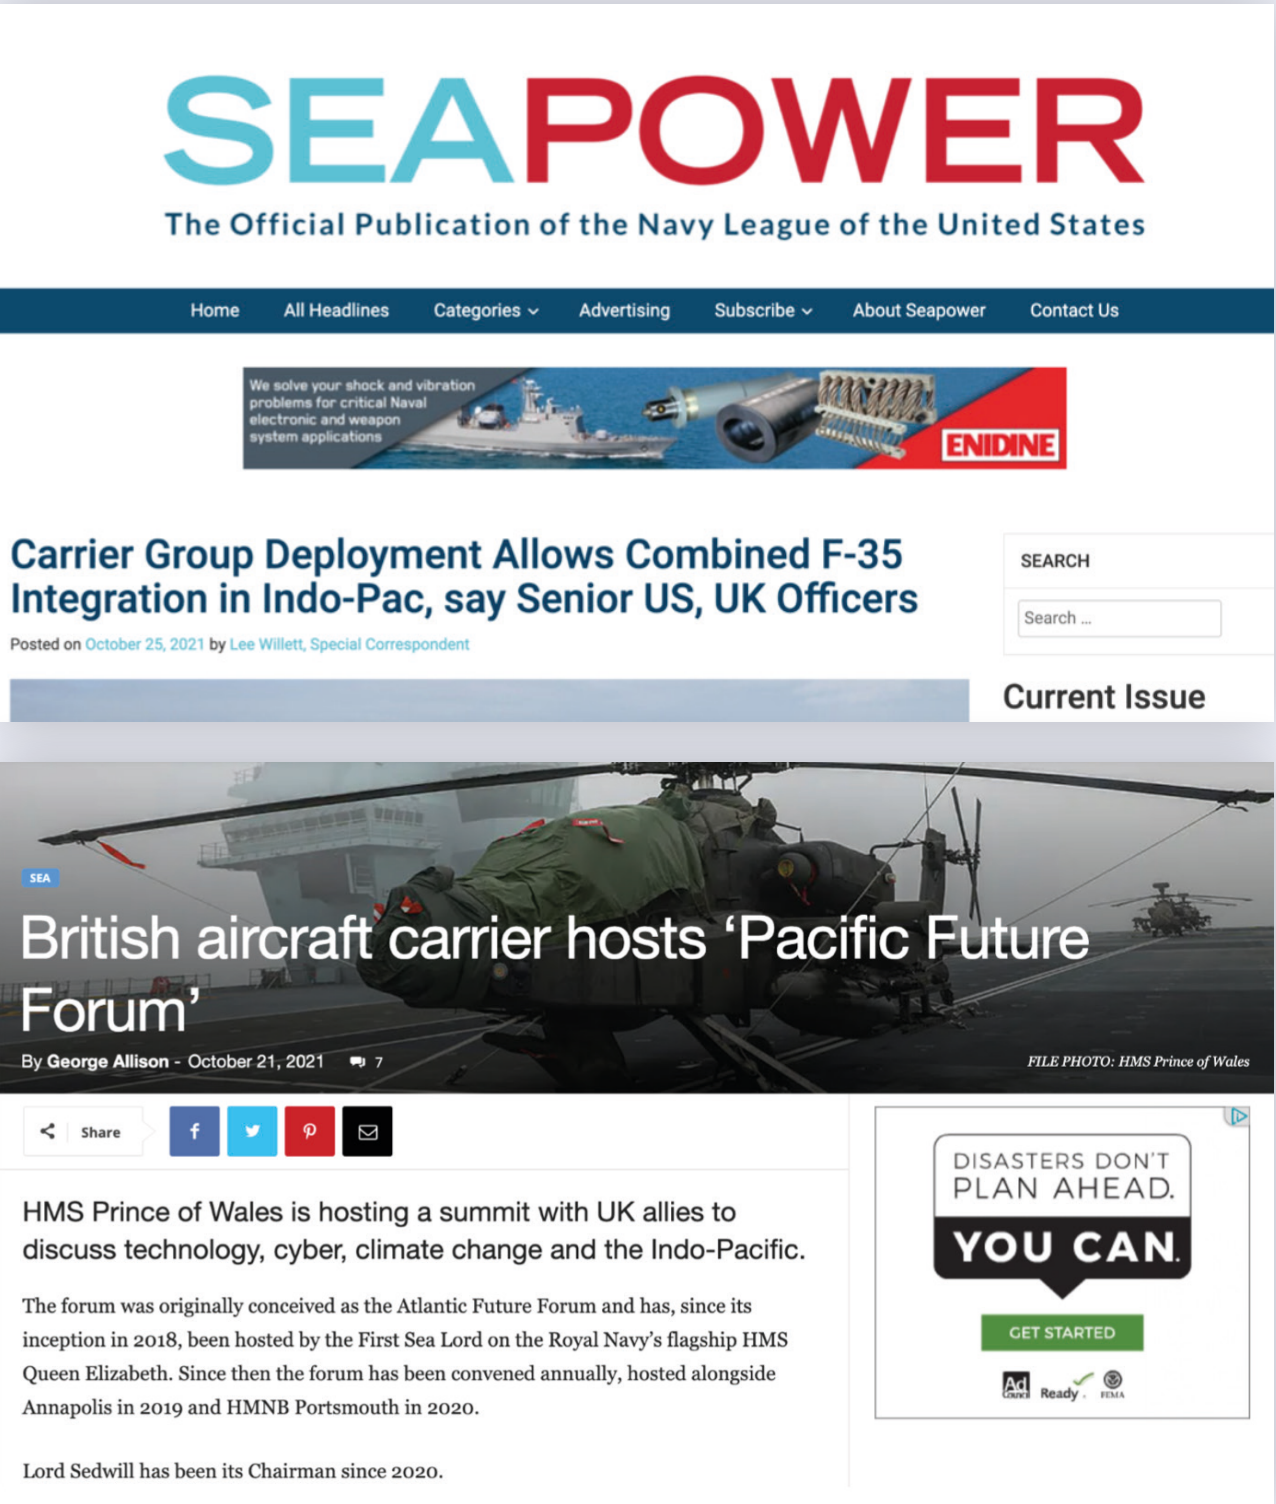 SEAPOWER
The Official Publication of the Navy League of the United States
Home All Headlines Categories Advertising Subscribe About Seapower Contact Us
We solve your shock and vibration
problems for critical Naval
electronic and weapon
system applications
ENIDINE
Carrier Group Deployment Allows Combined F-35
Integration in Indo-Pac, say Senior US, UK Officers
Posted on October 25, 2021 by Lee Willett, Special Correspondent
SEARCH
Search ...
Current Issue
SEA
British aircraft carrier hosts ‘Pacific Future
Forum’
By George Allison - October 21, 2021 7
FILE PHOTO: HMS Prince of Wales
Share
HMS Prince of Wales is hosting a summit with UK allies to
discuss technology, cyber, climate change and the Indo-Pacific.
The forum was originally conceived as the Atlantic Future Forum and has, since its
inception in 2018, been hosted by the First Sea Lord on the Royal Navy’s flagship HMS
Queen Elizabeth. Since then the forum has been convened annually, hosted alongside
Annapolis in 2019 and HMNB Portsmouth in 2020.
Lord Sedwill has been its Chairman since 2020.
DISASTERS DON'T
PLAN AHEAD.
YOU CAN.
GET STARTED
Ad Council Ready. FEMA